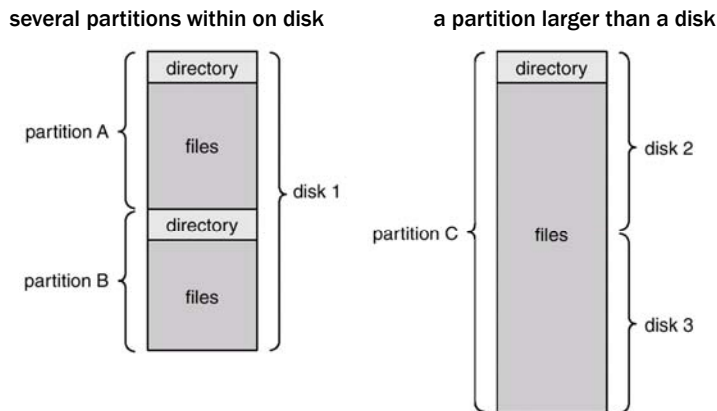 several partitions within on disk
a partition larger than a disk
directory
partition A
files
disk 1
directory
partition B
files
directory
disk 2
partition C
files
disk 3